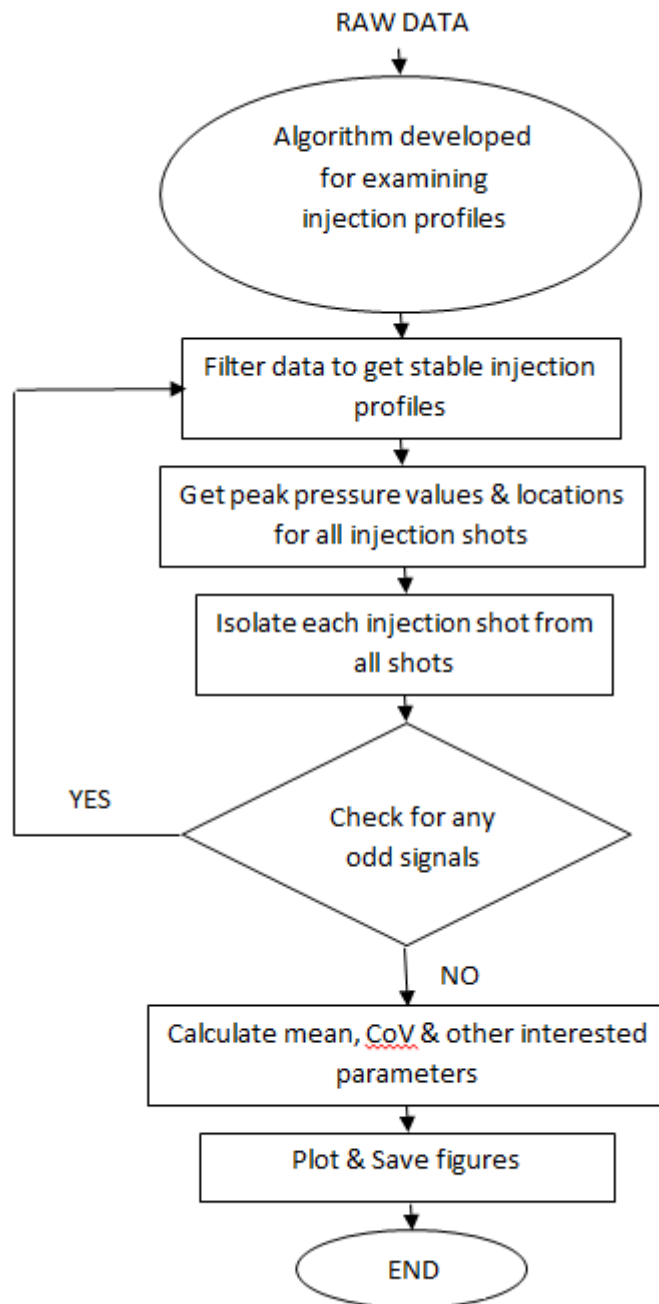 RAW DATA
Algorithm developed
for examining
injection profiles
Filter data to get stable injection
profiles
Get peak pressure values & locations
for all injection shots
Isolate each injection shot from
all shots
YES
Check for any
odd signals
NO
Calculate mean, CoV & other interested
parameters
Plot & Save figures
END